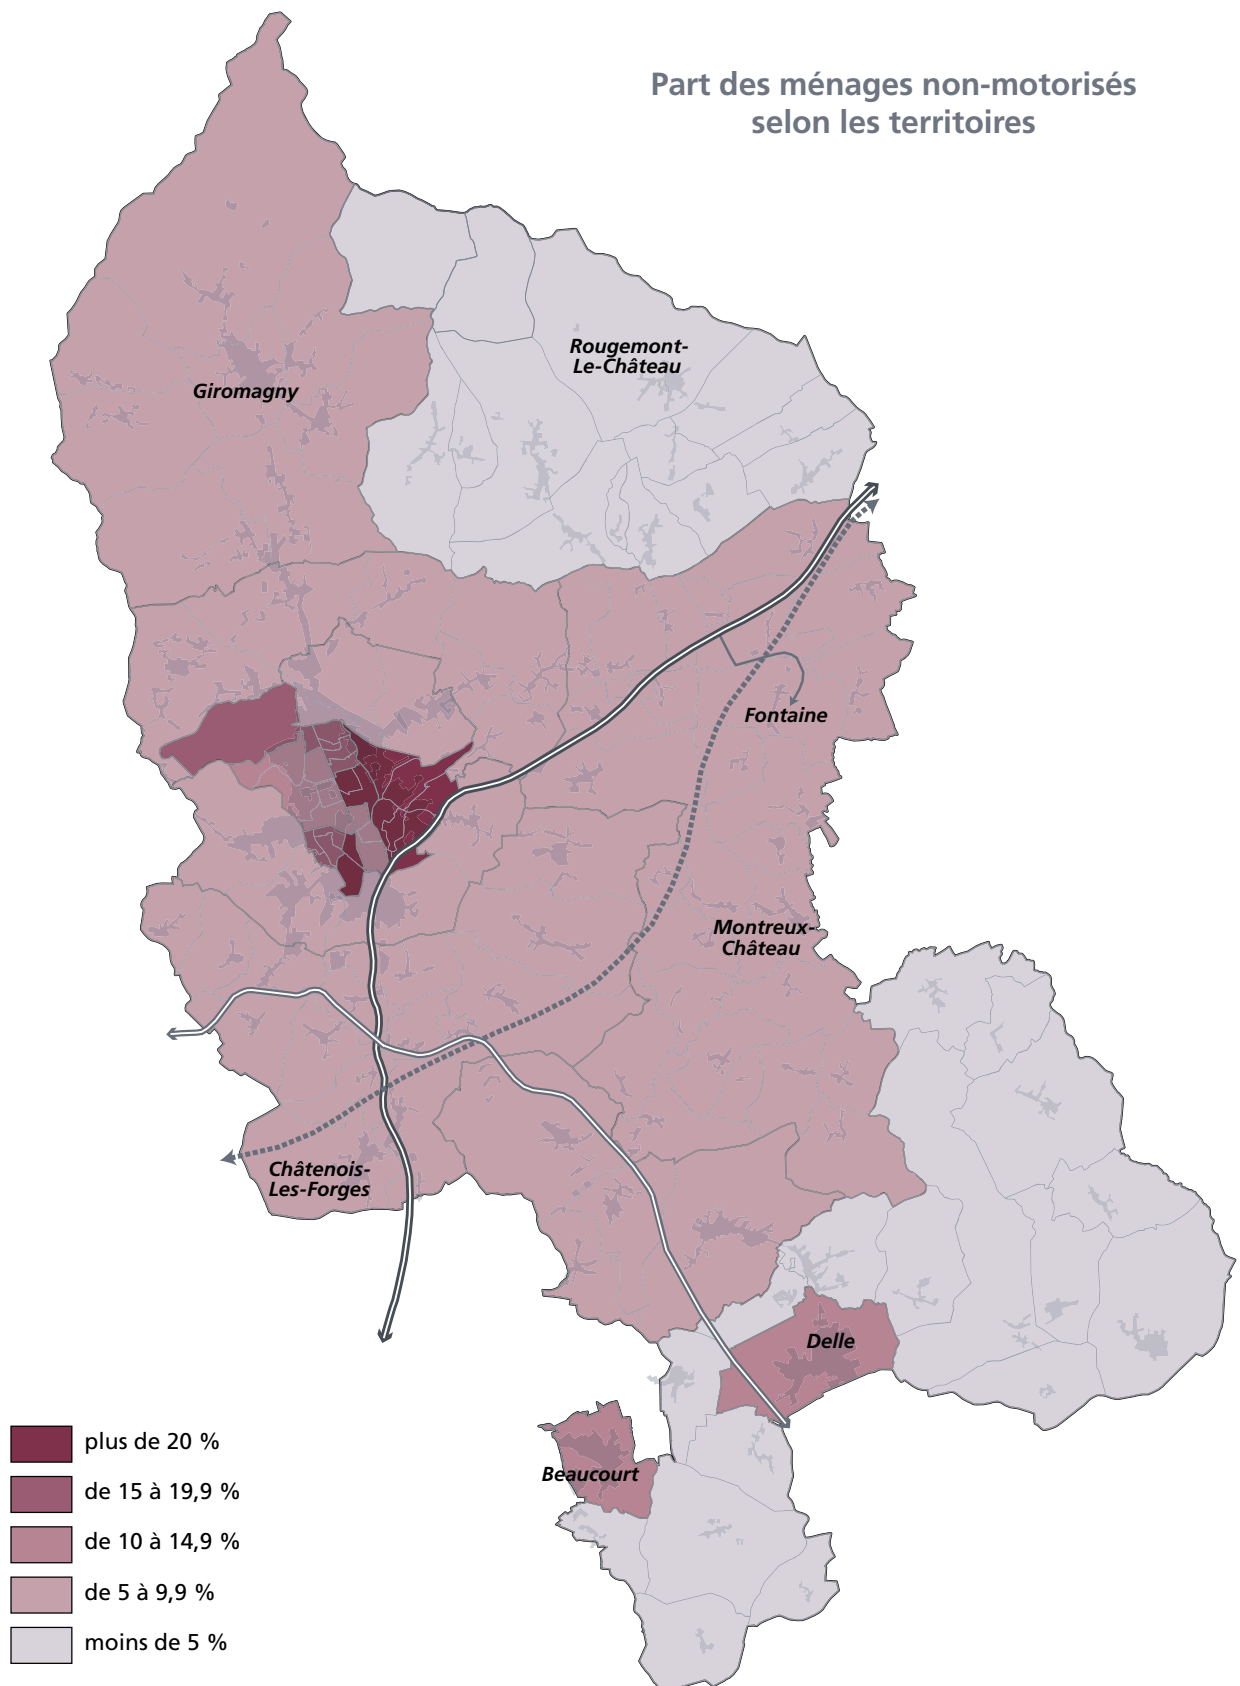 Part des ménages non-motorisés
selon les territoires
Rougemont-
Le-Château
Giromagny
Fontaine
Montreux-
Château
Châtenois-
Les-Forges
Delle
Beaucourt
plus de 20 %
de 15 à 19,9 %
de 10 à 14,9 %
de 5 à 9,9 %
moins de 5 %